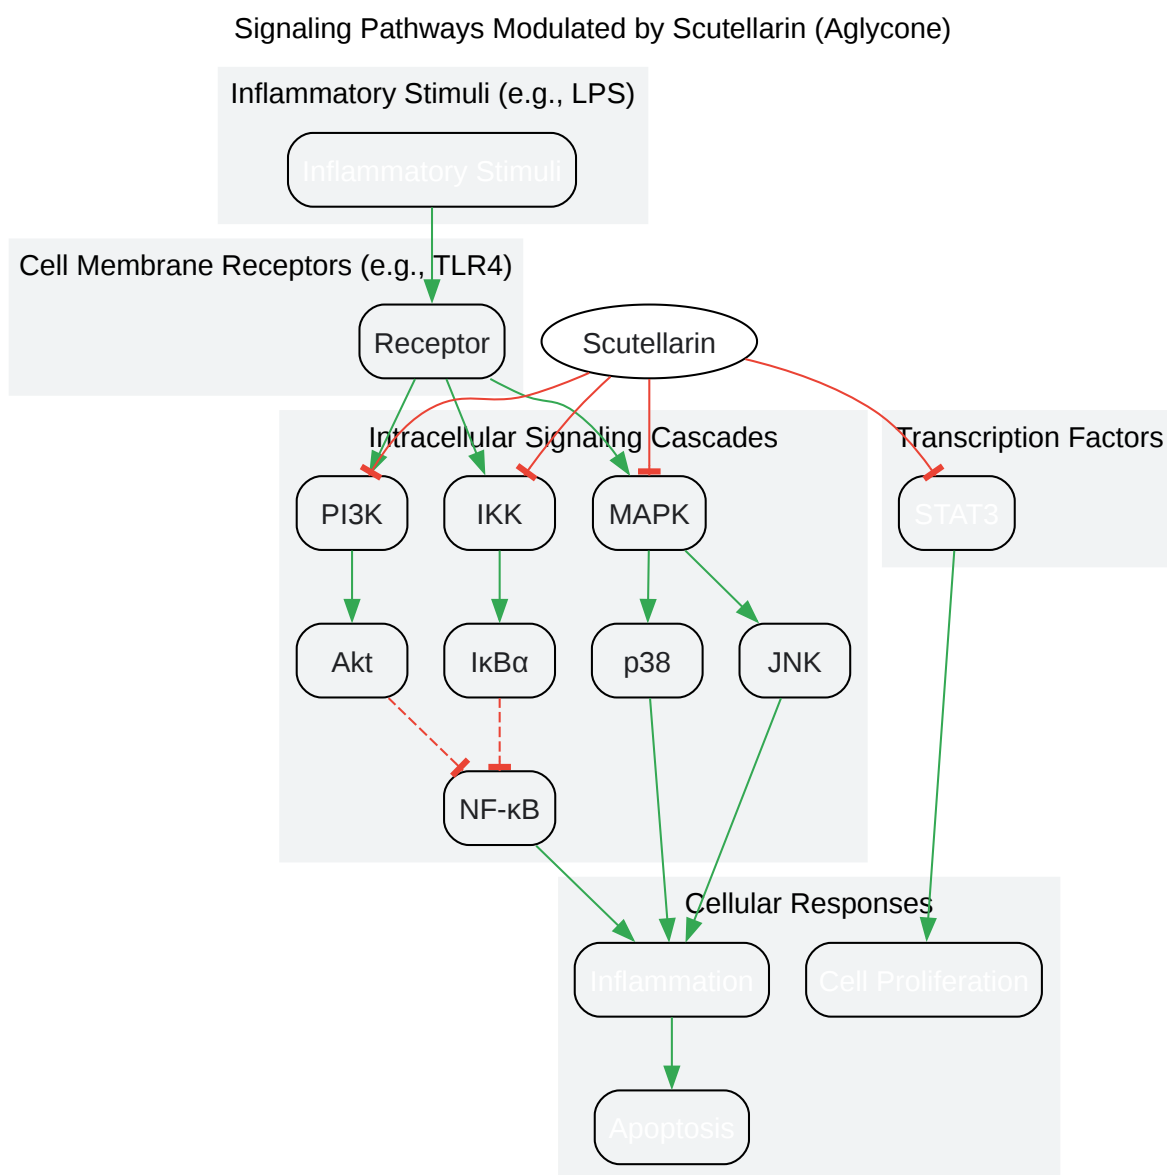 Signaling Pathways Modulated by Scutellarin (Aglycone)
Inflammatory Stimuli (e.g., LPS)
Inflammatory Stimuli
Cell Membrane Receptors (e.g., TLR4)
Receptor
Scutellarin
Intracellular Signaling Cascades
Transcription Factors
PI3K
IKK
MAPK
STAT3
Akt
IκBα
p38
JNK
NF-κB
Cellular Responses
Inflammation
Cell Proliferation
Apoptosis